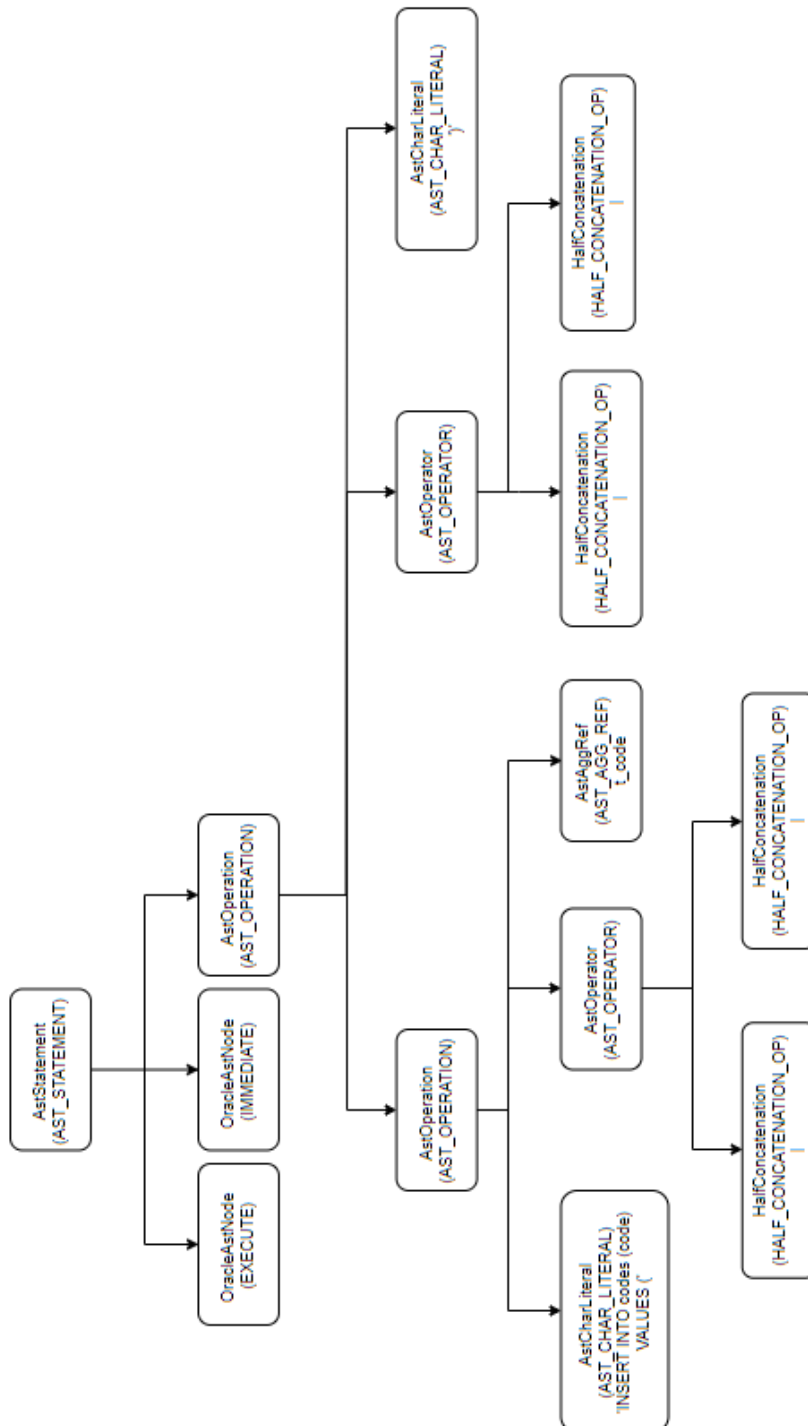 AstStatement
(AST_STATEMENT)
OracleAstNode
(EXECUTE)
OracleAstNode
(IMMEDIATE)
AstOperation
(AST_OPERATION)
AstOperation
(AST_OPERATION)
AstOperator
(AST_OPERATOR)
AstCharLiteral
(AST_CHAR_LITERAL)
')'
AstCharLiteral
(AST_CHAR_LITERAL)
'INSERT INTO codes (code)
VALUES ('
AstOperator
(AST_OPERATOR)
AstAggRef
(AST_AGG_REF)
t_code
HalfConcatenation
(HALF_CONCATENATION_OP)
|
HalfConcatenation
(HALF_CONCATENATION_OP)
|
HalfConcatenation
(HALF_CONCATENATION_OP)
|
HalfConcatenation
(HALF_CONCATENATION_OP)
|